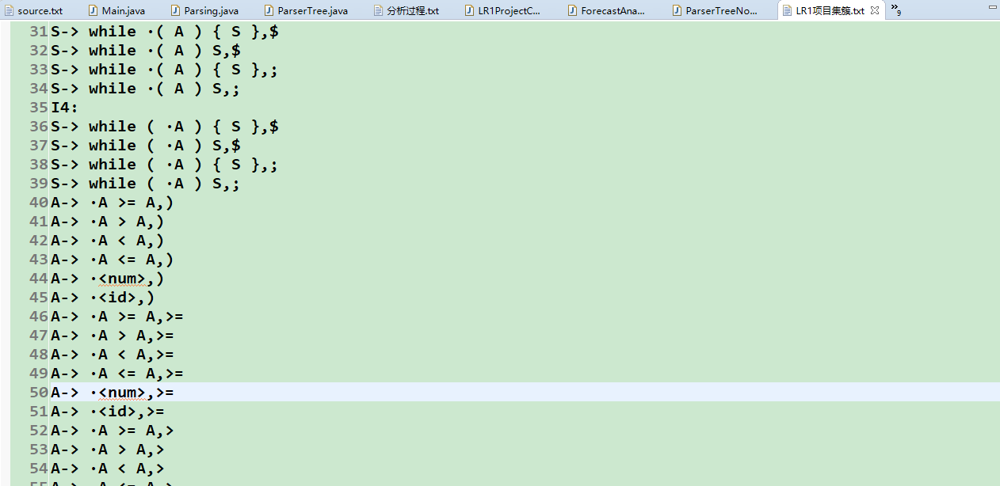 source.txt Main.java Parsing.java ParserTree.java 分析过程.txt LR1ProjectC... ForecastAna... ParserTreeNo... LR1项目集簇.txt »9
31 S-> while ·( A ) { S },$
32 S-> while ·( A ) S,$
33 S-> while ·( A ) { S },;
34 S-> while ·( A ) S,;
35 I4:
36 S-> while ( ·A ) { S },$
37 S-> while ( ·A ) S,$
38 S-> while ( ·A ) { S },;
39 S-> while ( ·A ) S,;
40 A-> ·A >= A,)
41 A-> ·A > A,)
42 A-> ·A < A,)
43 A-> ·A <= A,)
44 A-> ·<num>,)
45 A-> ·<id>,)
46 A-> ·A >= A,>=
47 A-> ·A > A,>=
48 A-> ·A < A,>=
49 A-> ·A <= A,>=
50 A-> ·<num>,>=
51 A-> ·<id>,>=
52 A-> ·A >= A,>
53 A-> ·A > A,>
54 A-> ·A < A,>
55 A-> ·A <= A,>